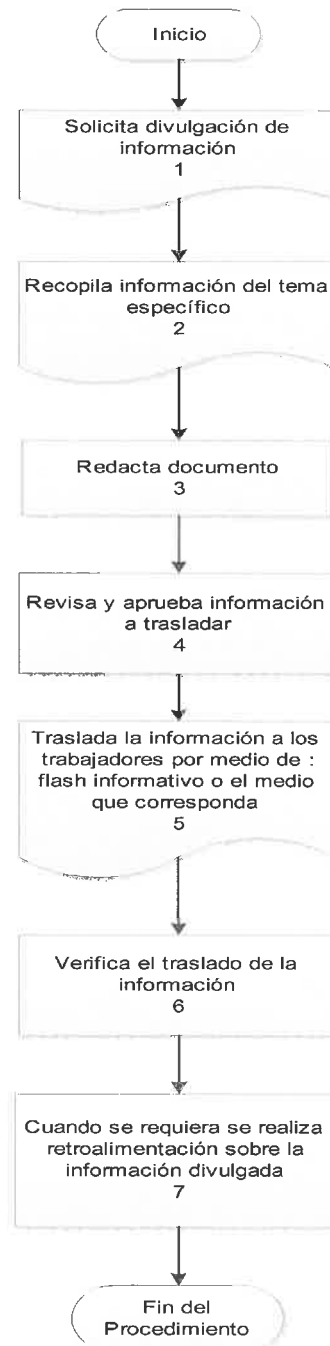 Inicio
Solicita divulgación de
información
1
Recopila información del tema
específico
2
Redacta documento
3
Revisa y aprueba información
a trasladar
4
Traslada la información a los
trabajadores por medio de :
flash informativo o el medio
que corresponda
5
Verifica el traslado de la
información
6
Cuando se requiera se realiza
retroalimentación sobre la
información divulgada
7
Fin del
Procedimiento